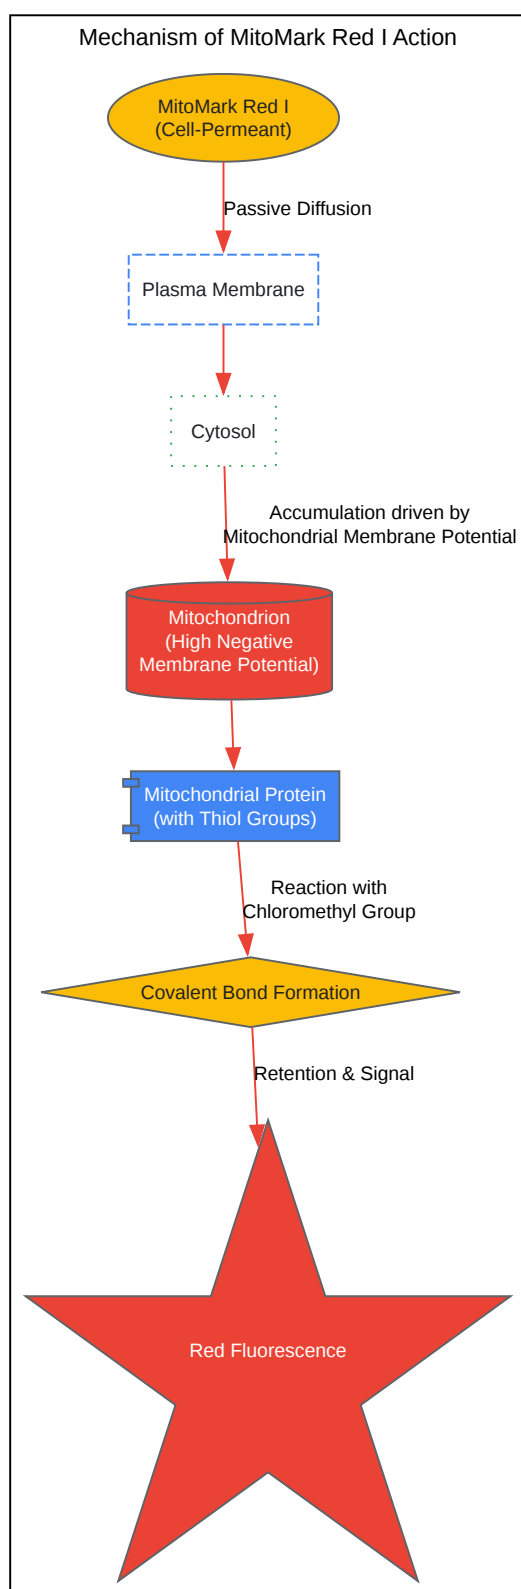 Mechanism of MitoMark Red I Action
MitoMark Red I
(Cell-Permeant)
Passive Diffusion
Plasma Membrane
Cytosol
Accumulation driven by
Mitochondrial Membrane Potential
Mitochondrion
(High Negative
Membrane Potential)
Mitochondrial Protein
(with Thiol Groups)
Reaction with
Chloromethyl Group
Covalent Bond Formation
Retention & Signal
Red Fluorescence